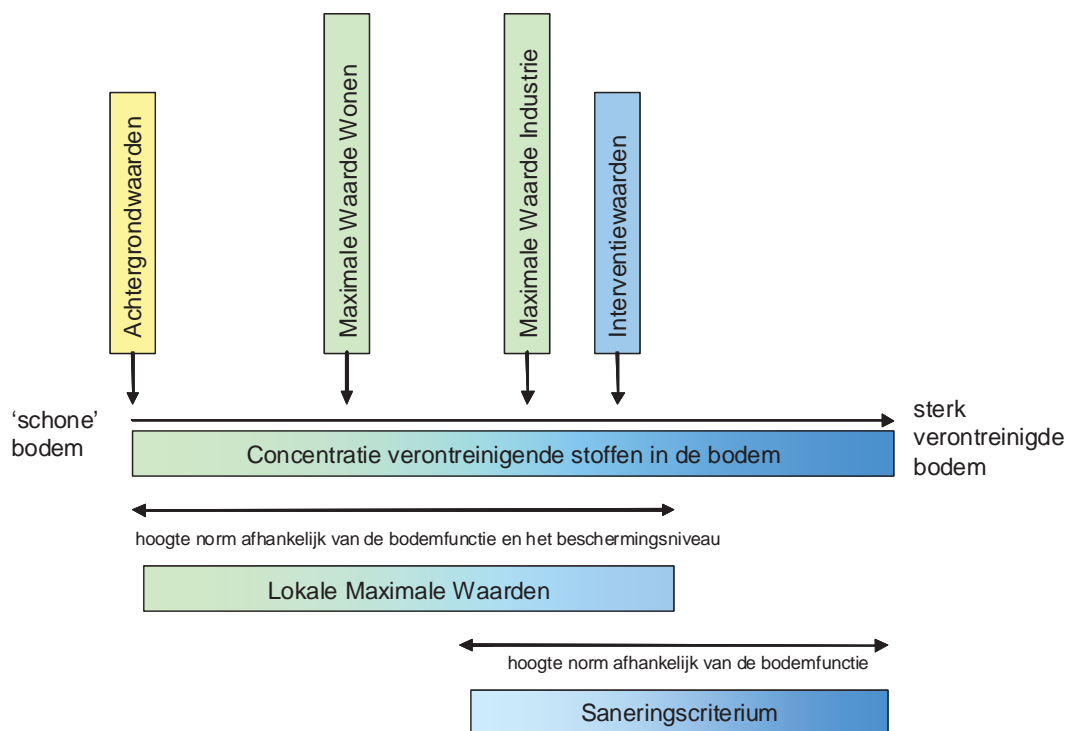 Achtergrondwaarden
Maximale Waarde Wonen
Maximale Waarde Industrie
Interventiewaarden
‘schone’
bodem
sterk
verontreinigde
bodem
Concentratie verontreinigende stoffen in de bodem
hoogte norm afhankelijk van de bodemfunctie en het beschermingsniveau
Lokale Maximale Waarden
hoogte norm afhankelijk van de bodemfunctie
Saneringscriterium